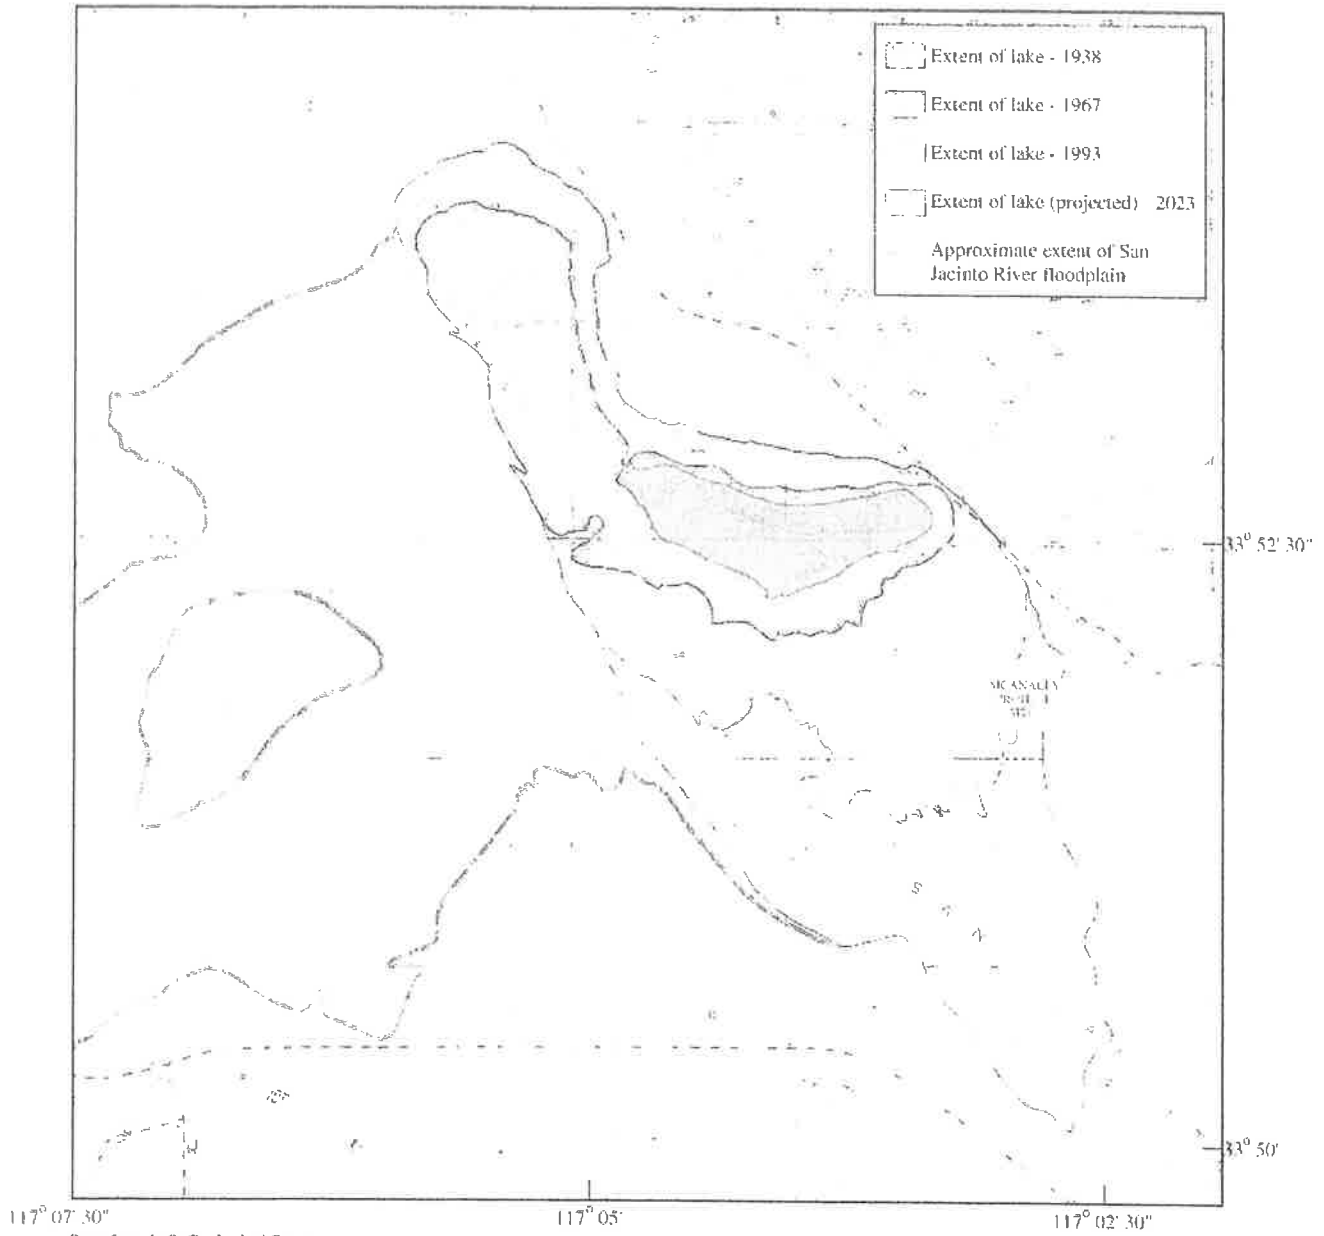 Extent of lake - 1938
Extent of lake - 1967
Extent of lake - 1993
Extent of lake (projected) 2023
Approximate extent of San
Jacinto River floodplain
33° 52' 30"
S
A
N
33° 50'
117° 07' 30"
117° 05'
117° 02' 30"